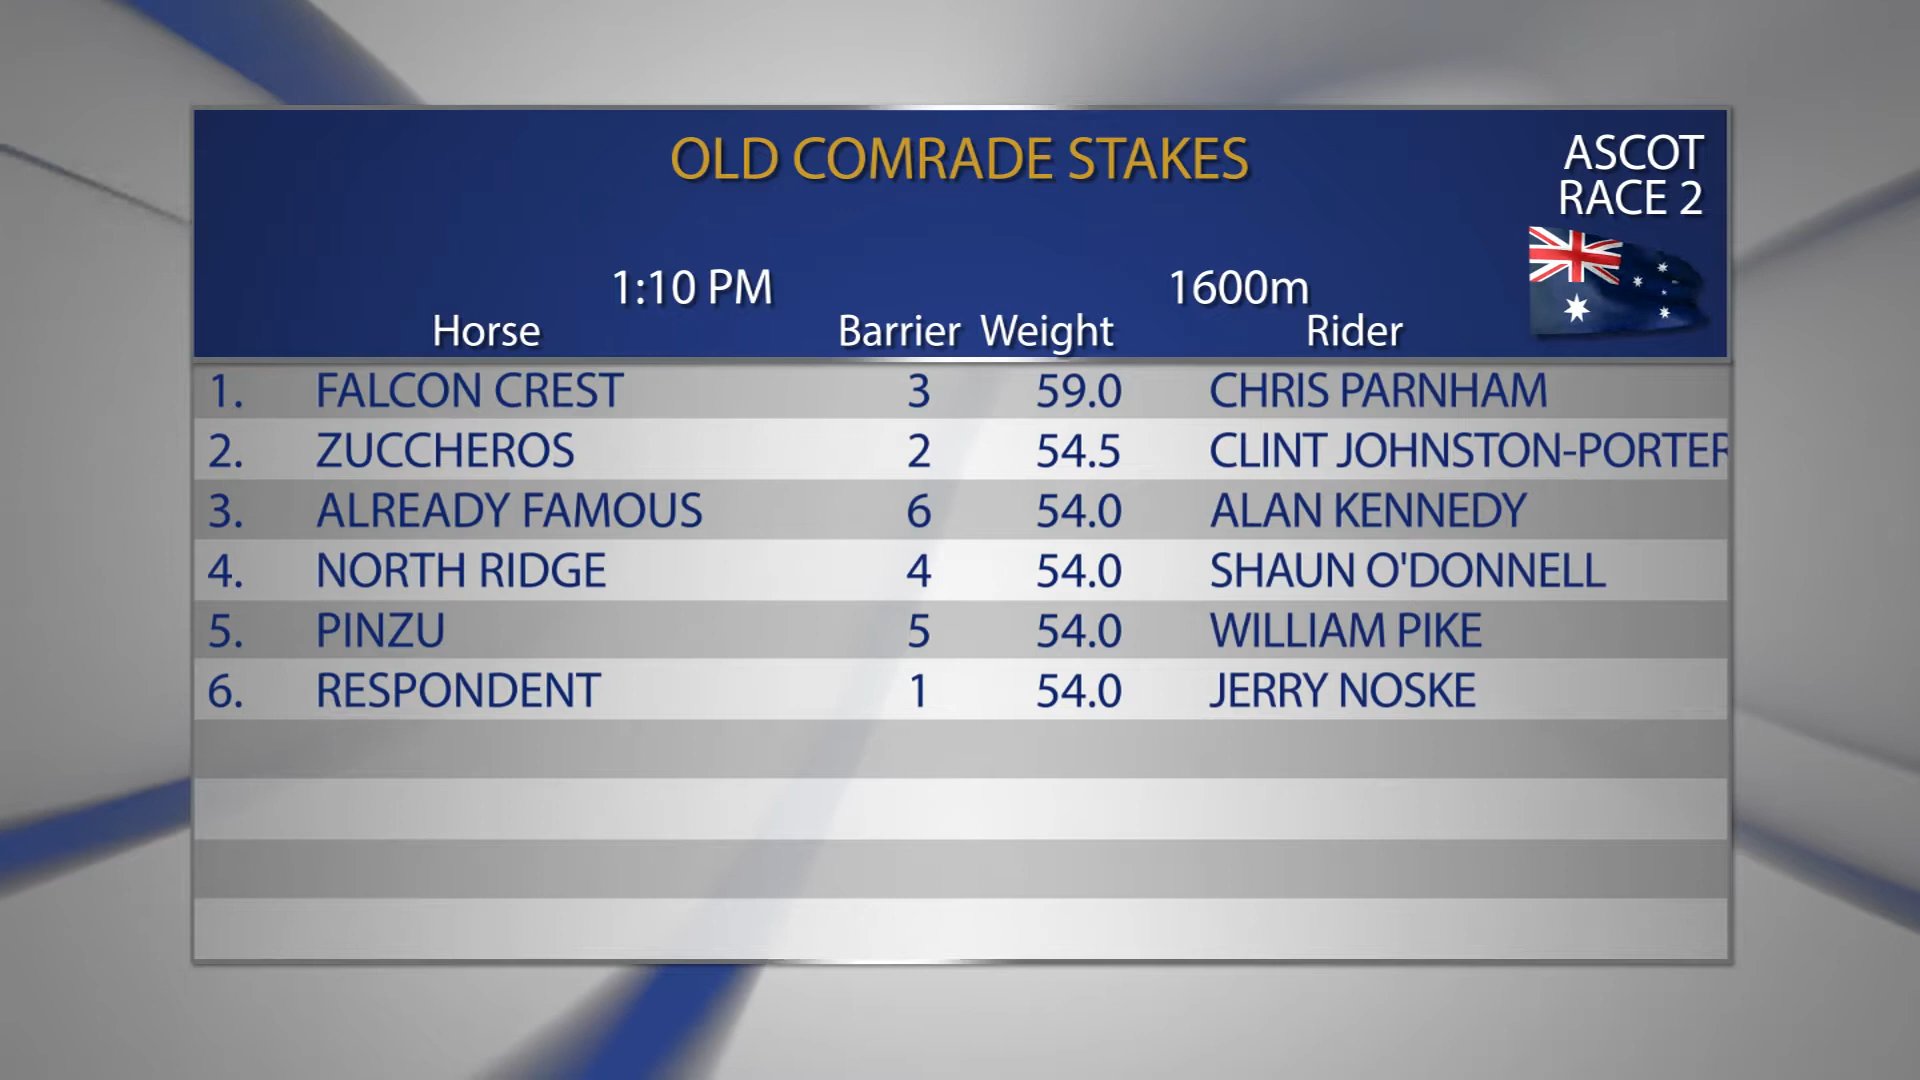 OLD COMRADE STAKES
ASCOT
RACE 2
1:10 PM 1600m
Horse Barrier Weight Rider
1. FALCON CREST 3 59.0 CHRIS PARNHAM
2. ZUCCHEROS 2 54.5 CLINT JOHNSTON-PORTER
3. ALREADY FAMOUS 6 54.0 ALAN KENNEDY
4. NORTH RIDGE 4 54.0 SHAUN O'DONNELL
5. PINZU 5 54.0 WILLIAM PIKE
6. RESPONDENT 1 54.0 JERRY NOSKE